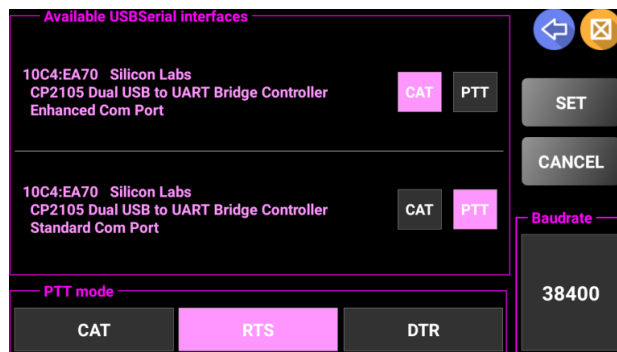 Available USBSerial interfaces
10C4:EA70 Silicon Labs
CP2105 Dual USB to UART Bridge Controller
Enhanced Com Port
CAT PTT
10C4:EA70 Silicon Labs
CP2105 Dual USB to UART Bridge Controller
Standard Com Port
CAT PTT
PTT mode
CAT RTS DTR
SET
CANCEL
Baudrate
38400